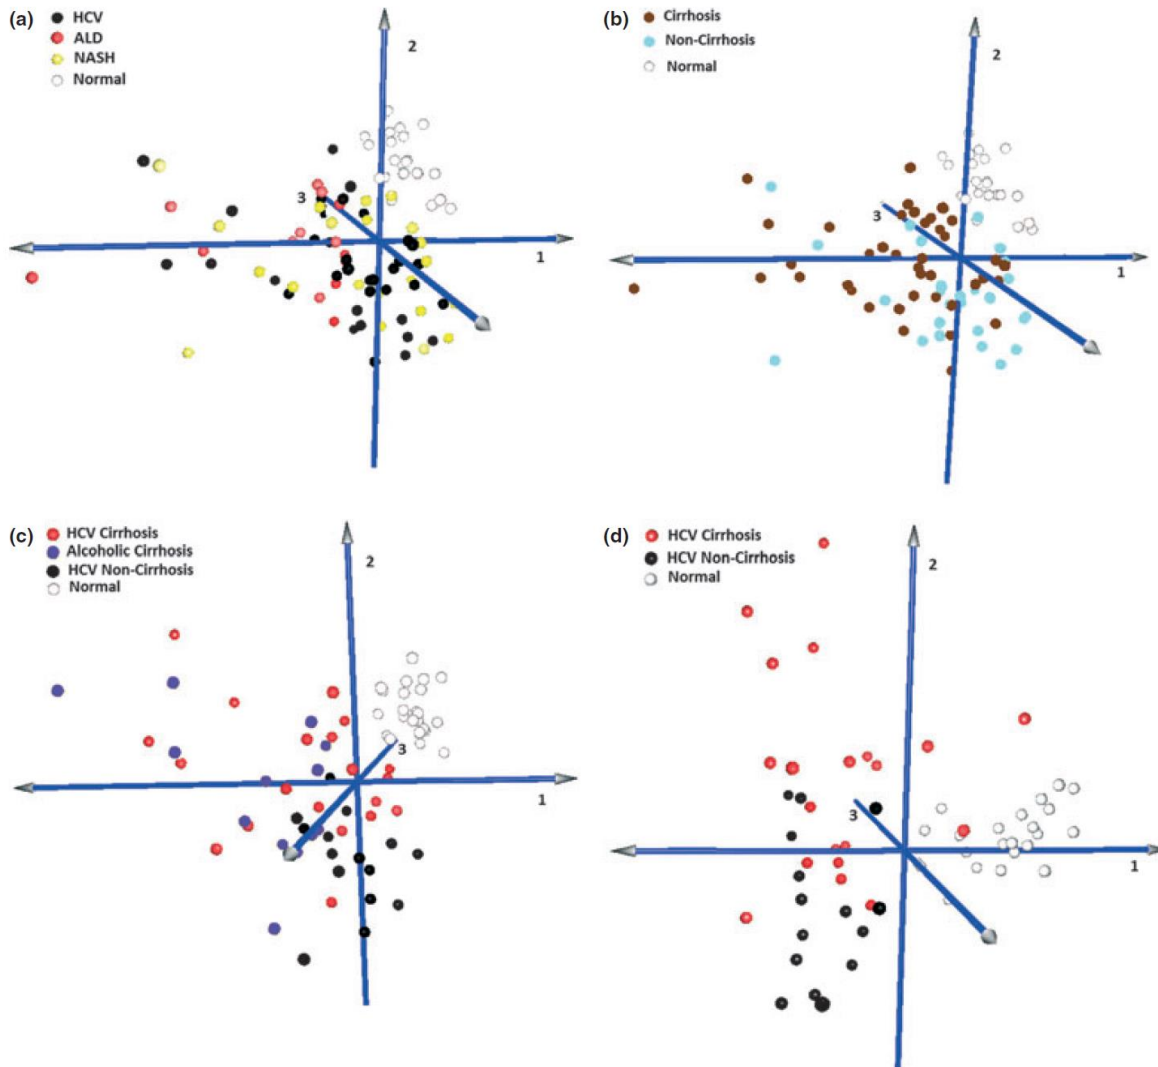 (a)
HCV
ALD
NASH
Normal
2
3
1
(b)
Cirrhosis
Non-Cirrhosis
Normal
2
3
1
(c)
HCV Cirrhosis
Alcoholic Cirrhosis
HCV Non-Cirrhosis
Normal
2
3
1
(d)
HCV Cirrhosis
HCV Non-Cirrhosis
Normal
2
3
1